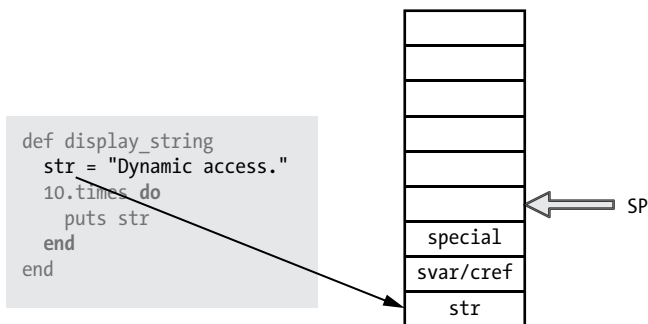 def display_string
  str = "Dynamic access."
  10.times do
    puts str
  end
end
SP
special
svar/cref
str